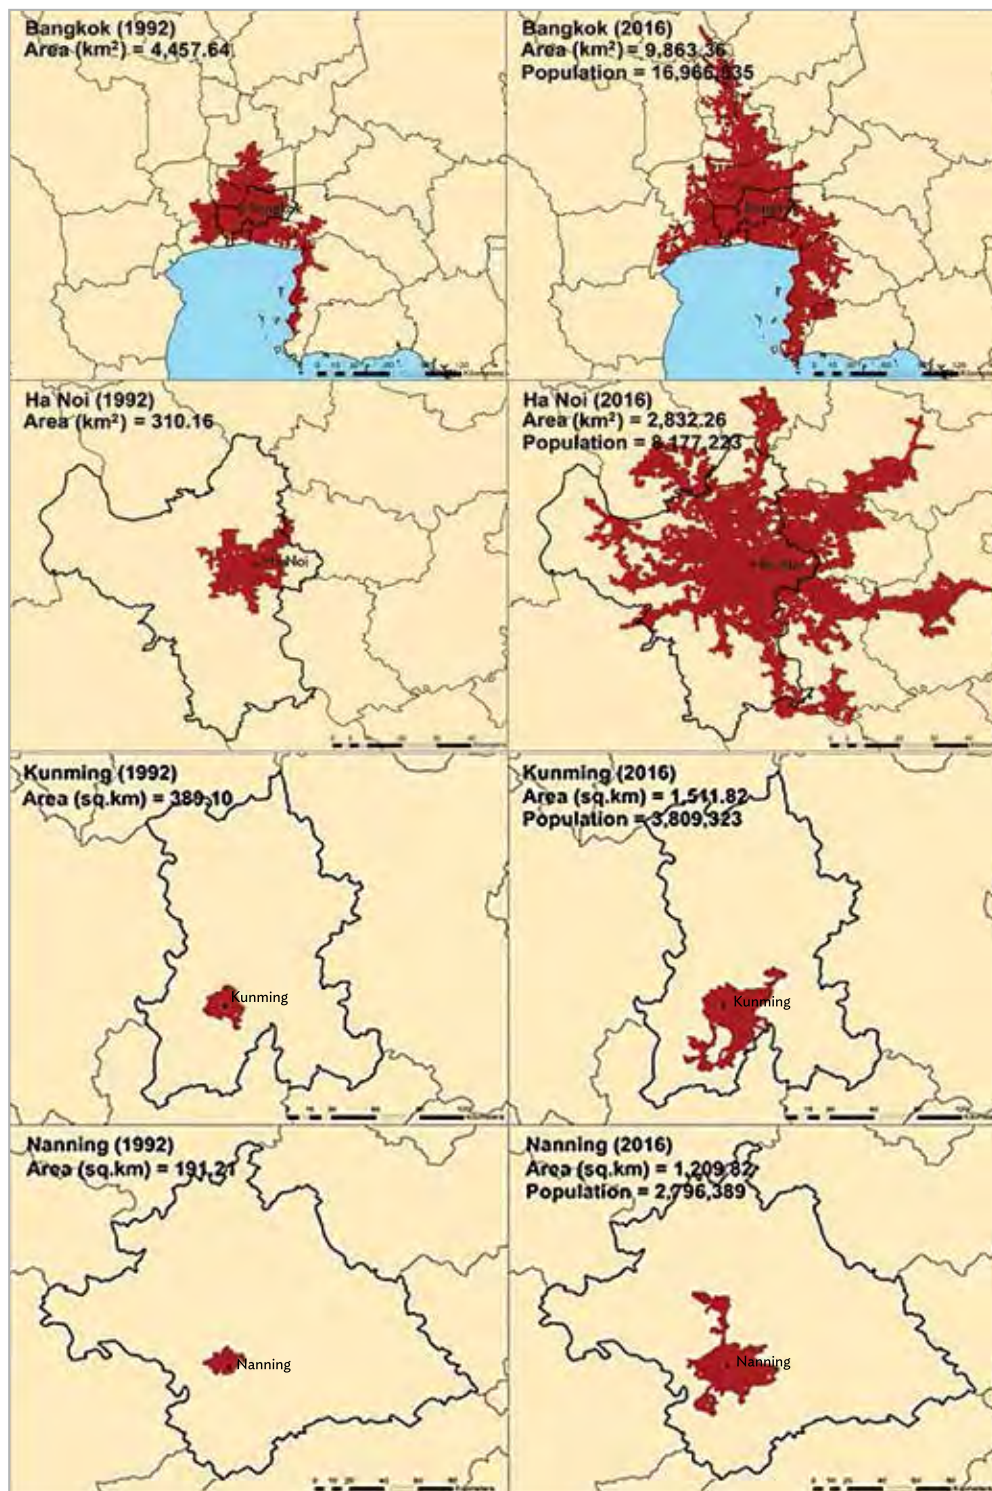 Bangkok (1992)
Area (km²) = 4,457.64
Bangkok (2016)
Area (km²) = 9,863.36
Population =
Ha Noi (1992)
Area (km²) = 310.16
Ha Noi
Ha Noi (2016)
Area (km²) = 2,832.26
Population = 8,177,223
Kunming (1992)
Area (sq.km) = 389.10
Kunming
Kunming (2016)
Area (sq.km) = 1,511.82
Population = 3,809,323
Kunming
Nanning (1992)
Area (sq.km) = 191.21
Nanning
Nanning (2016)
Area (sq.km) = 1,209.82
Population = 2,796,389
Nanning